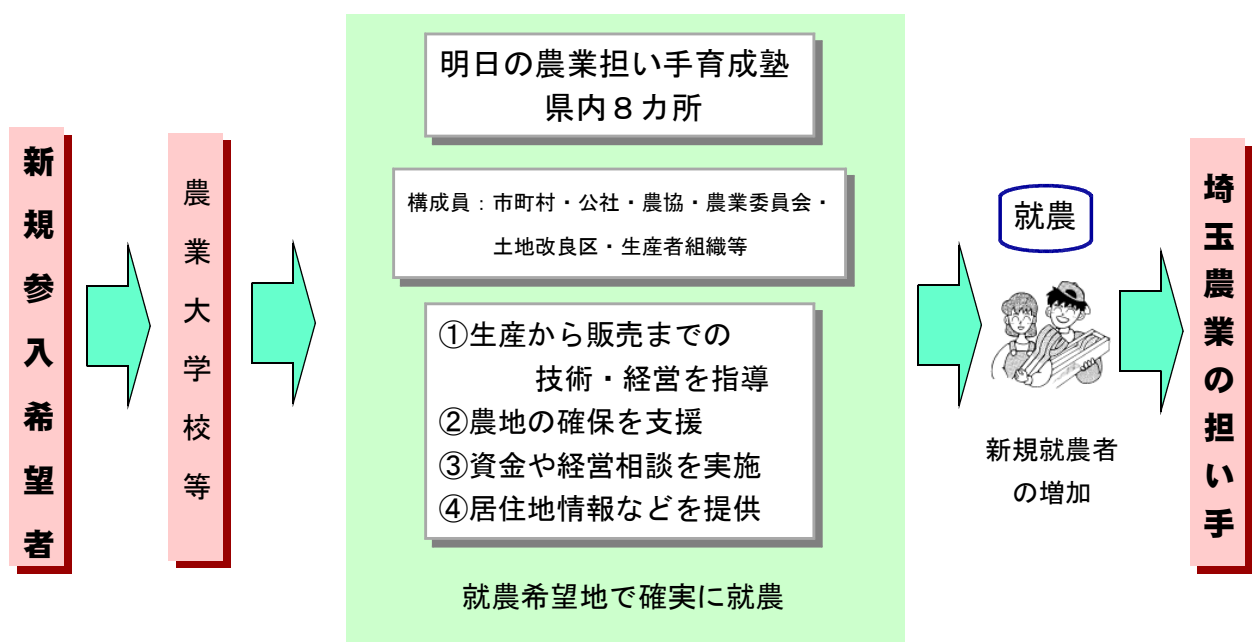 新規参入希望者
農業大学校等
明日の農業担い手育成塾
県内８カ所
構成員：市町村・公社・農協・農業委員会・
土地改良区・生産者組織等
①生産から販売までの
技術・経営を指導
②農地の確保を支援
③資金や経営相談を実施
④居住地情報などを提供
就農希望地で確実に就農
就農
新規就農者
の増加
埼玉農業の担い手